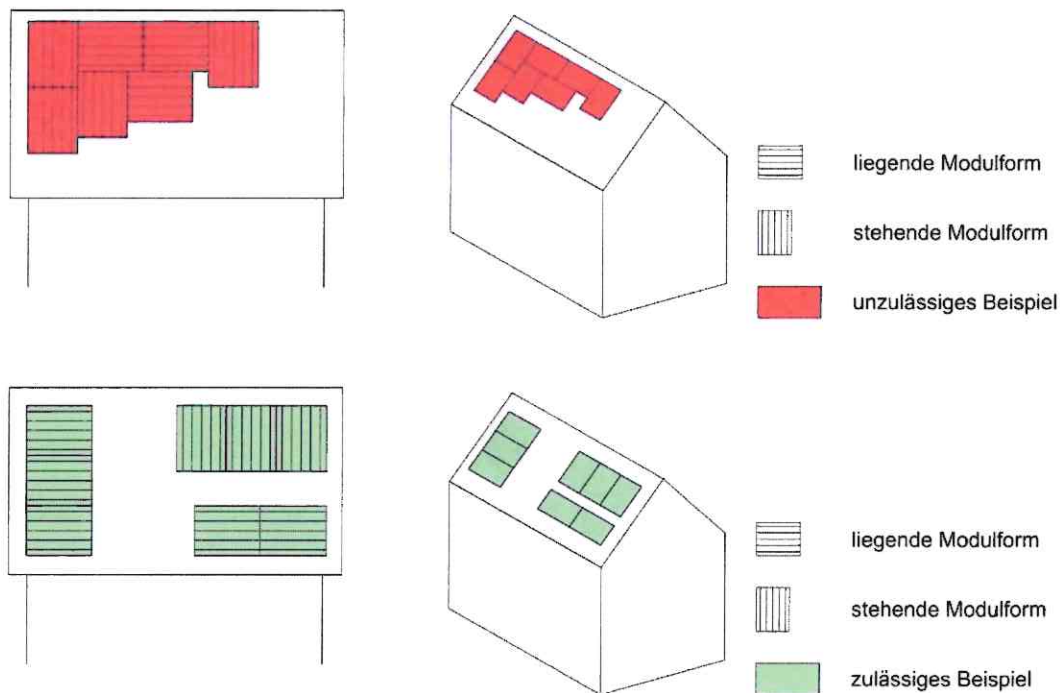 liegende Modulform
stehende Modulform
unzulässiges Beispiel
liegende Modulform
stehende Modulform
zulässiges Beispiel